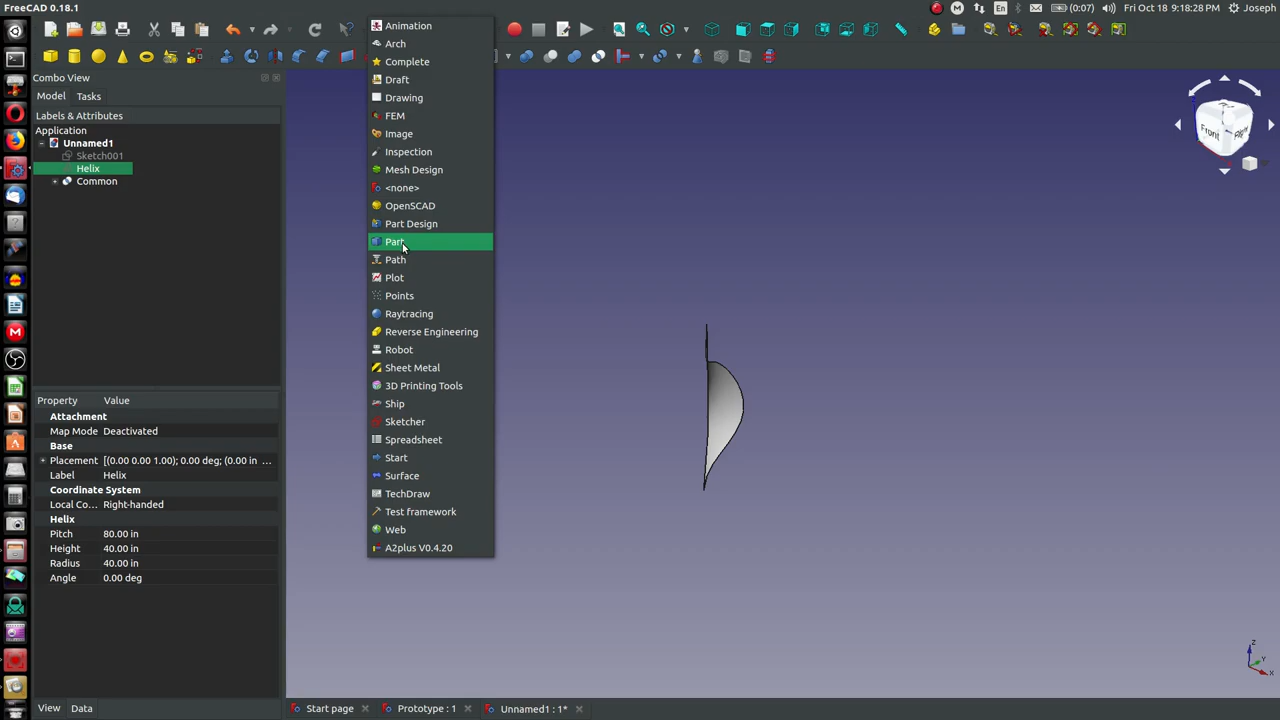 FreeCAD 0.18.1
En
(0:07)
Fri Oct 18 9:18:28 PM
Joseph
Combo View
Model
Tasks
Labels & Attributes
Application
Unnamed1
Sketch001
Helix
Common
Animation
Arch
Complete
Draft
Drawing
FEM
Image
Inspection
Mesh Design
<none>
OpenSCAD
Part Design
Part
Path
Plot
Points
Raytracing
Reverse Engineering
Robot
Sheet Metal
3D Printing Tools
Ship
Sketcher
Spreadsheet
Start
Surface
TechDraw
Test framework
Web
A2plus V0.4.20
Front
Right
Property Value
Attachment
Map Mode Deactivated
Base
Placement [(0.00 0.00 1.00); 0.00 deg; (0.00 in ...
Label Helix
Coordinate System
Local Co... Right-handed
Helix
Pitch 80.00 in
Height 40.00 in
Radius 40.00 in
Angle 0.00 deg
Z
Y
X
View
Data
Start page
Prototype : 1
Unnamed1 : 1*